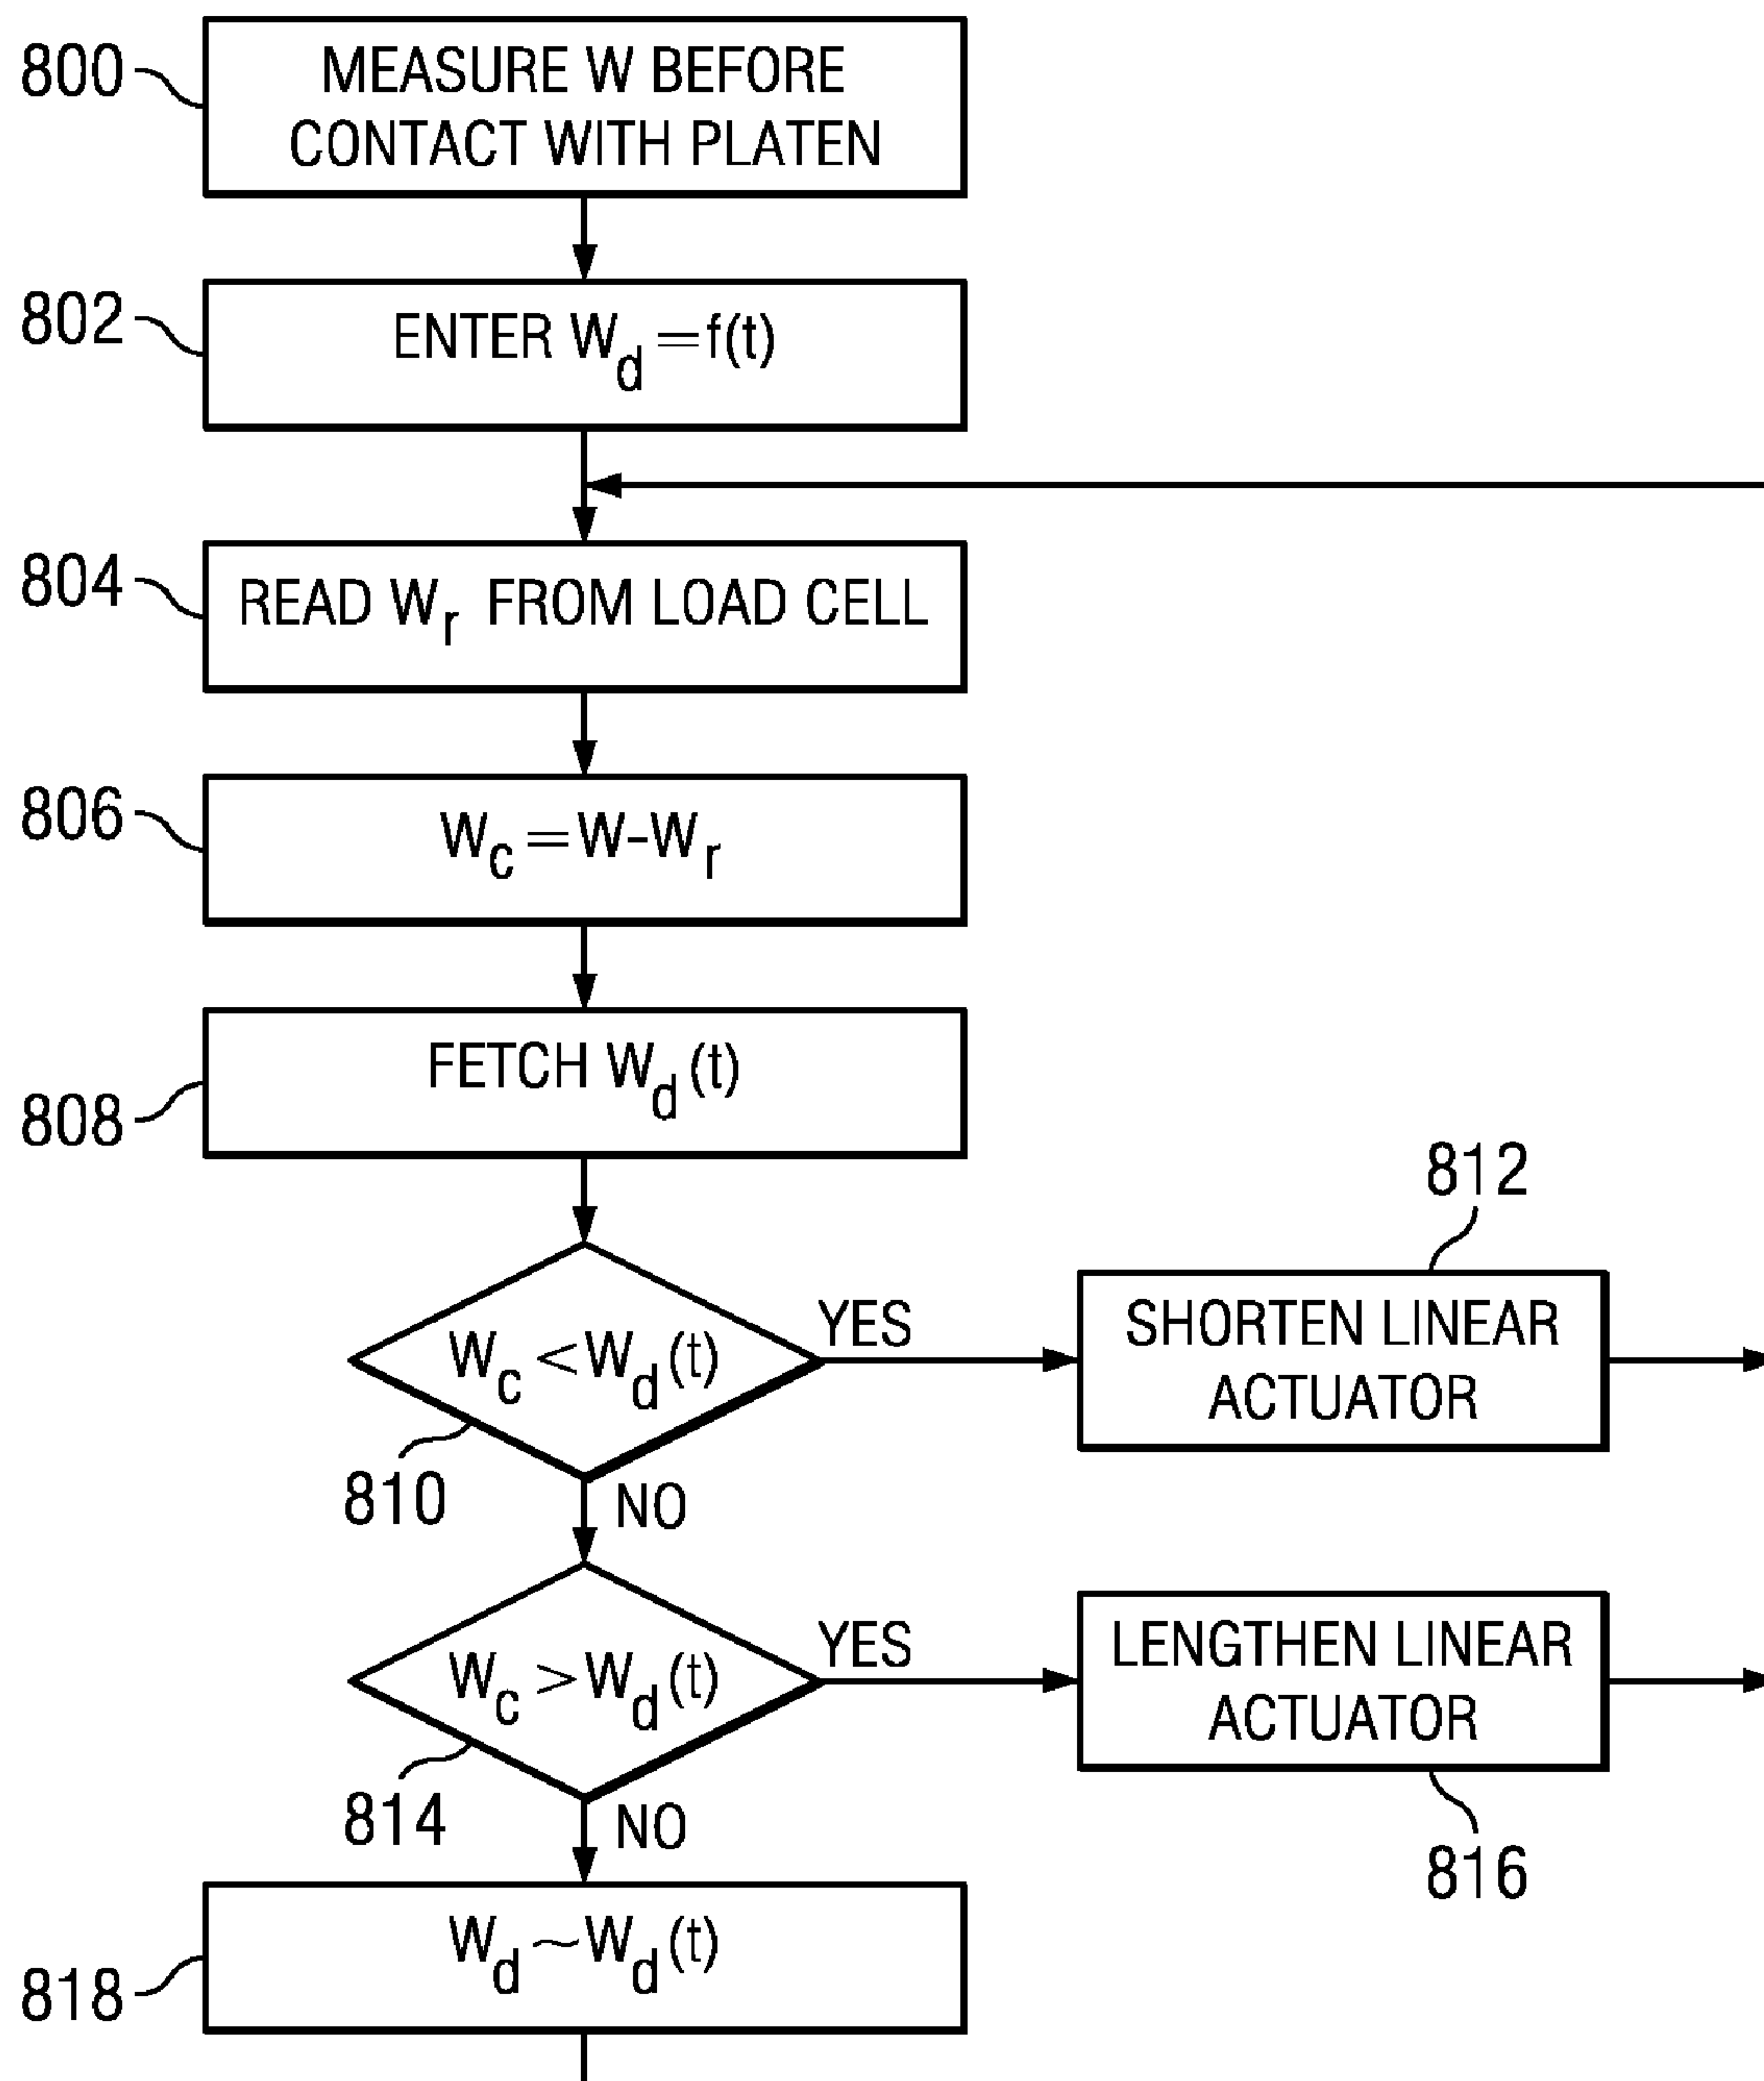 800
MEASURE W BEFORE
CONTACT WITH PLATEN
802
ENTER W_d = f(t)
804
READ W_r FROM LOAD CELL
806
W_c = W-W_r
808
FETCH W_d (t)
810
W_c < W_d (t)
YES
812
SHORTEN LINEAR
ACTUATOR
NO
814
W_c > W_d (t)
YES
LENGTHEN LINEAR
ACTUATOR
816
NO
818
W_d ~ W_d (t)